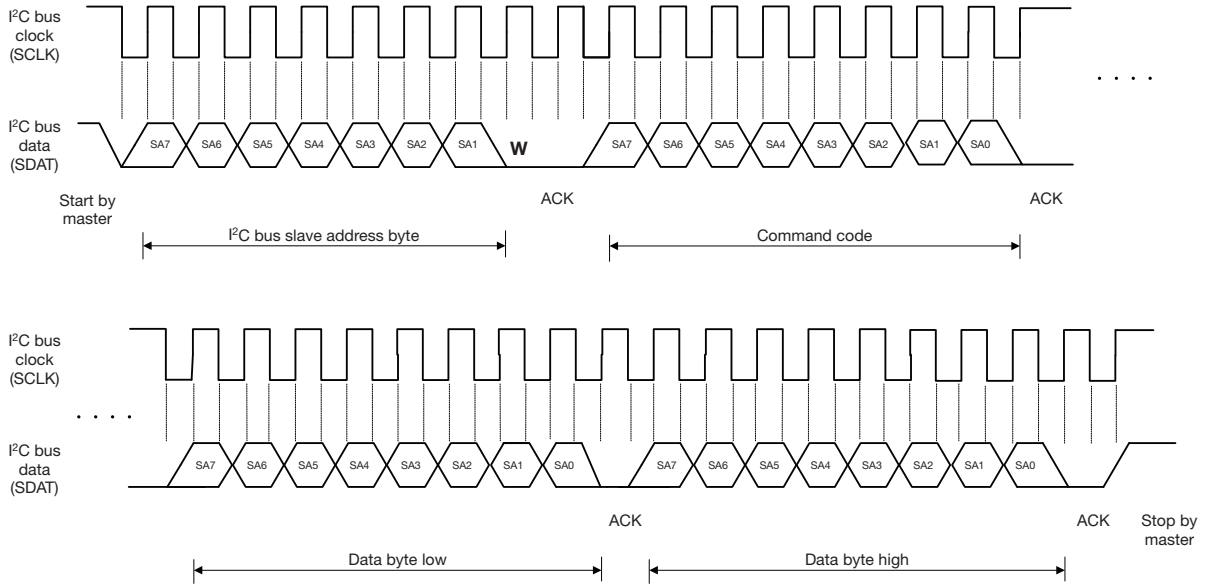 I²C bus
clock
(SCLK)
. . . .
I²C bus
data
(SDAT)
SA7 SA6 SA5 SA4 SA3 SA2 SA1 W SA7 SA6 SA5 SA4 SA3 SA2 SA1 SA0
Start by
master
ACK ACK
I²C bus slave address byte Command code
I²C bus
clock
(SCLK)
. . . .
I²C bus
data
(SDAT)
SA7 SA6 SA5 SA4 SA3 SA2 SA1 SA0 SA7 SA6 SA5 SA4 SA3 SA2 SA1 SA0
ACK ACK Stop by
master
Data byte low Data byte high